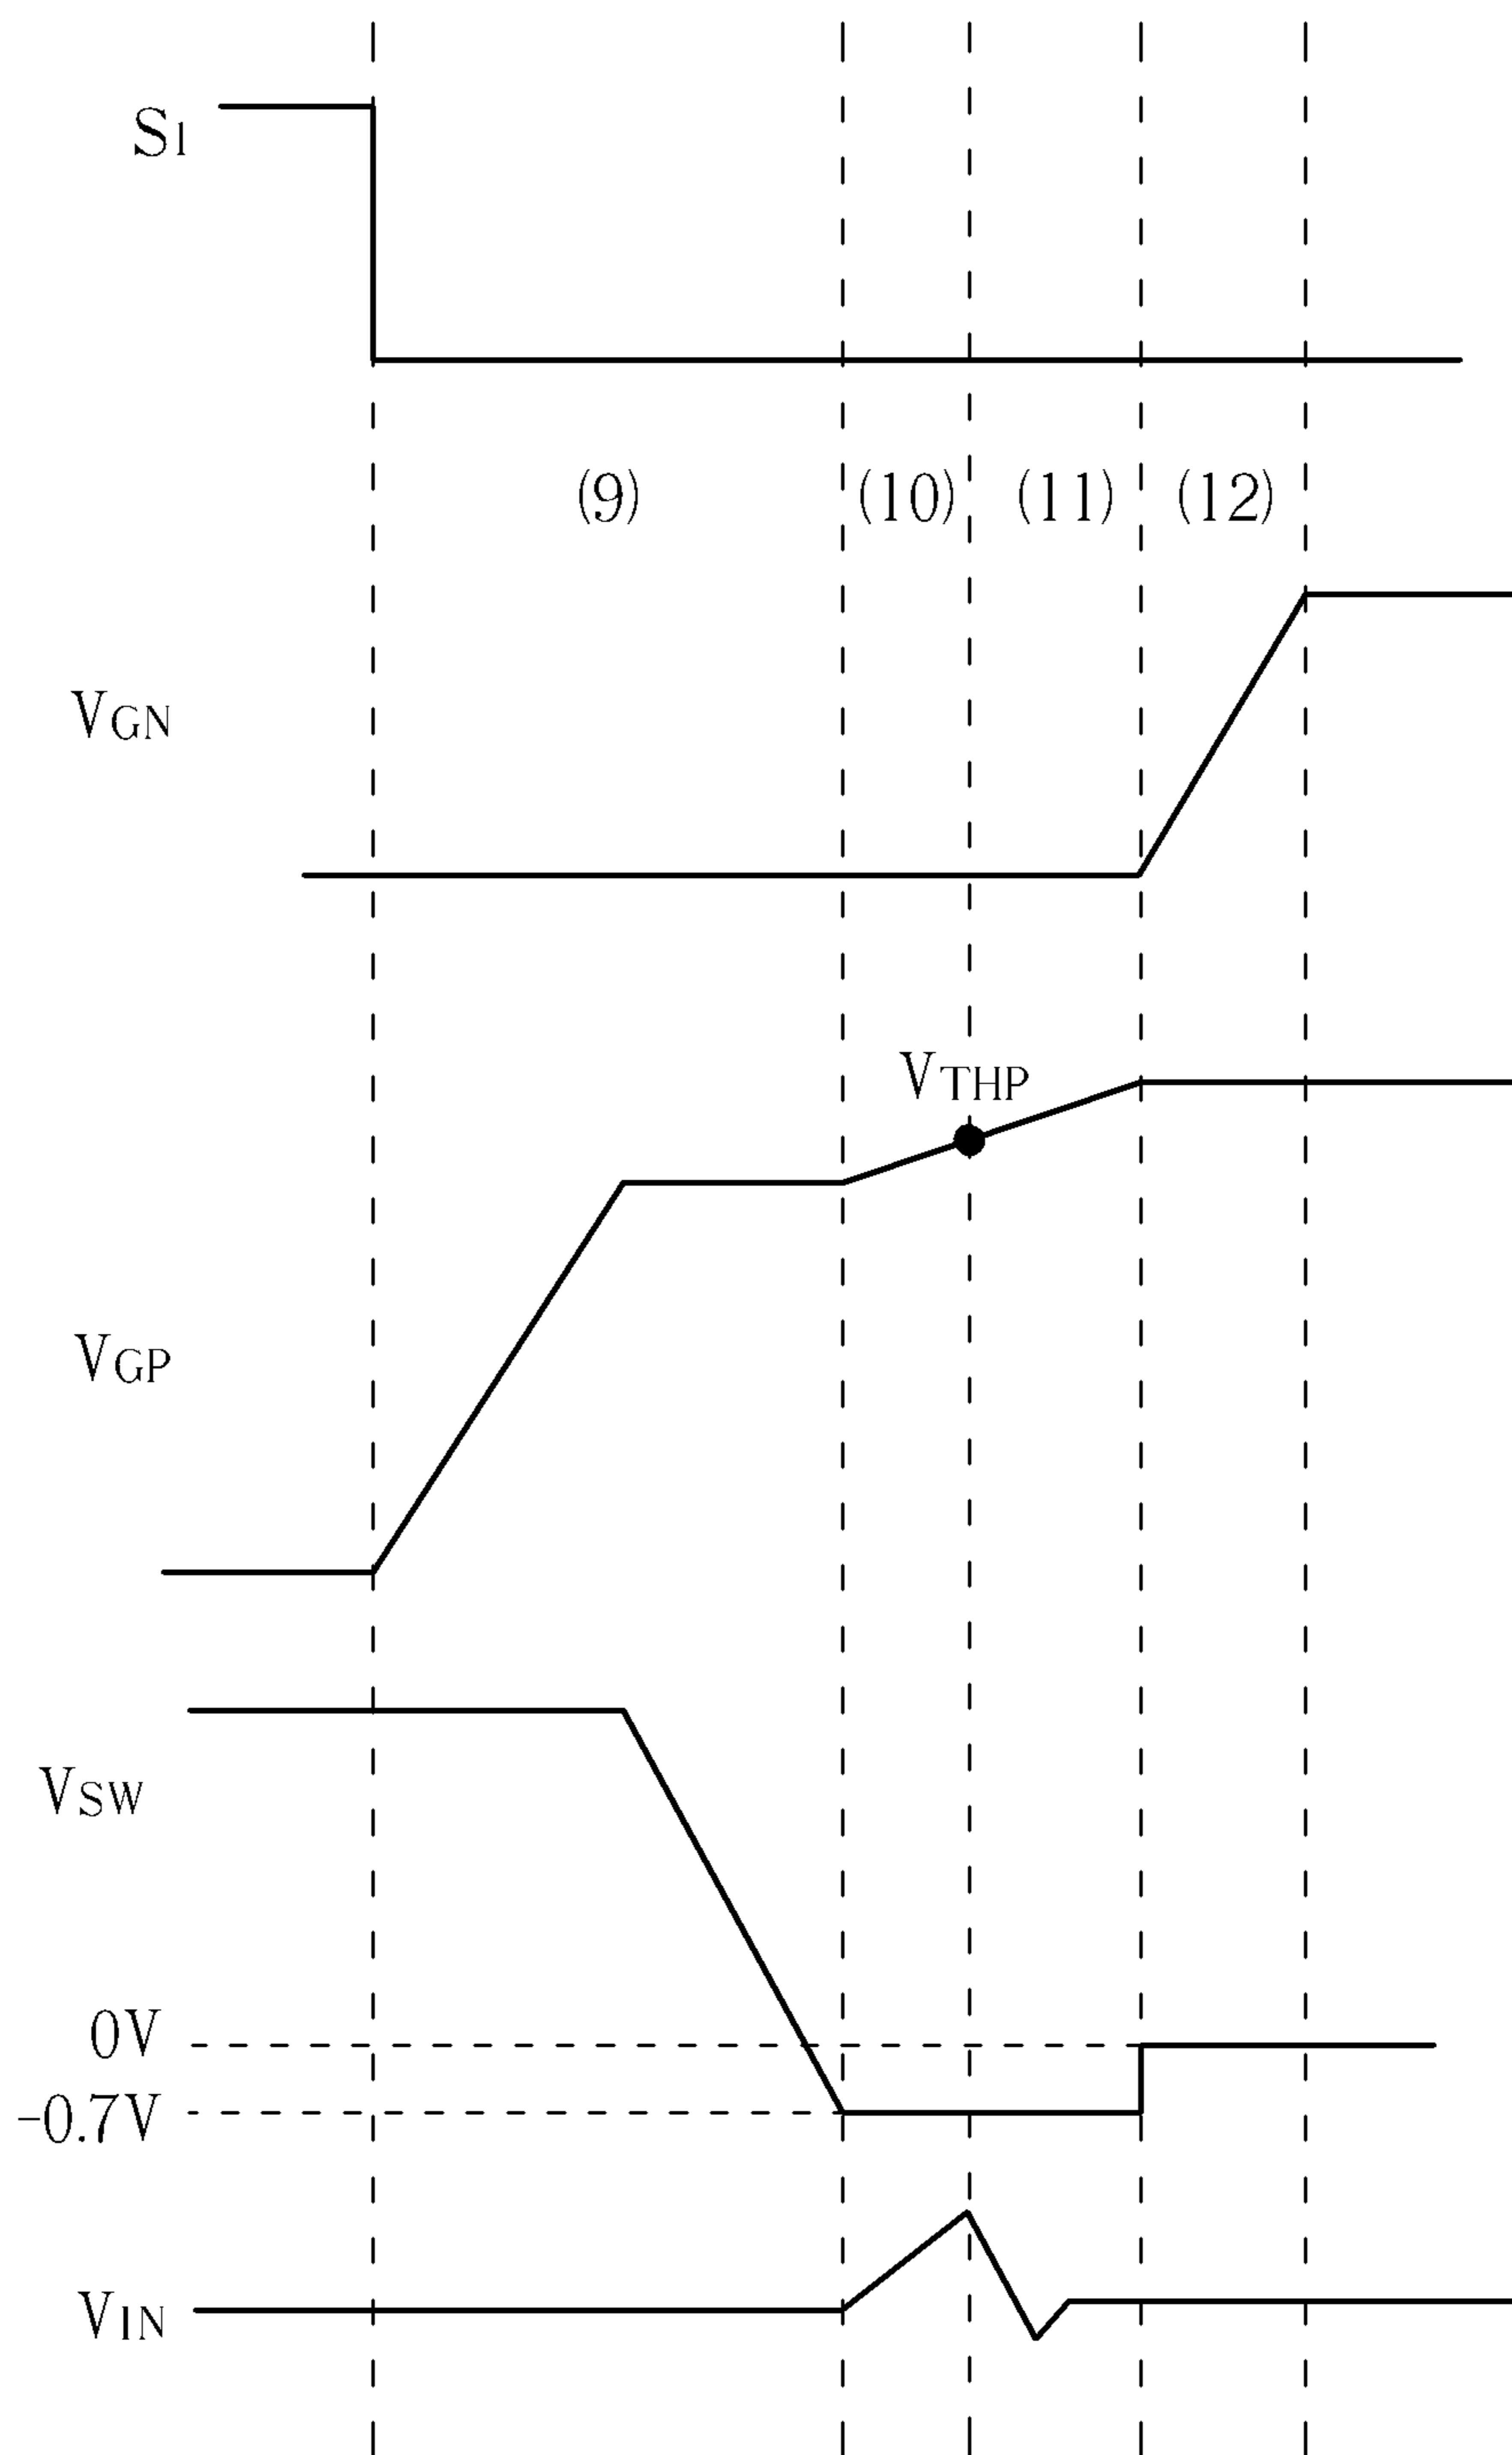 S1
(9) (10) (11) (12)
VGN
VTHP
VGP
VSW
0V
-0.7V
VIN